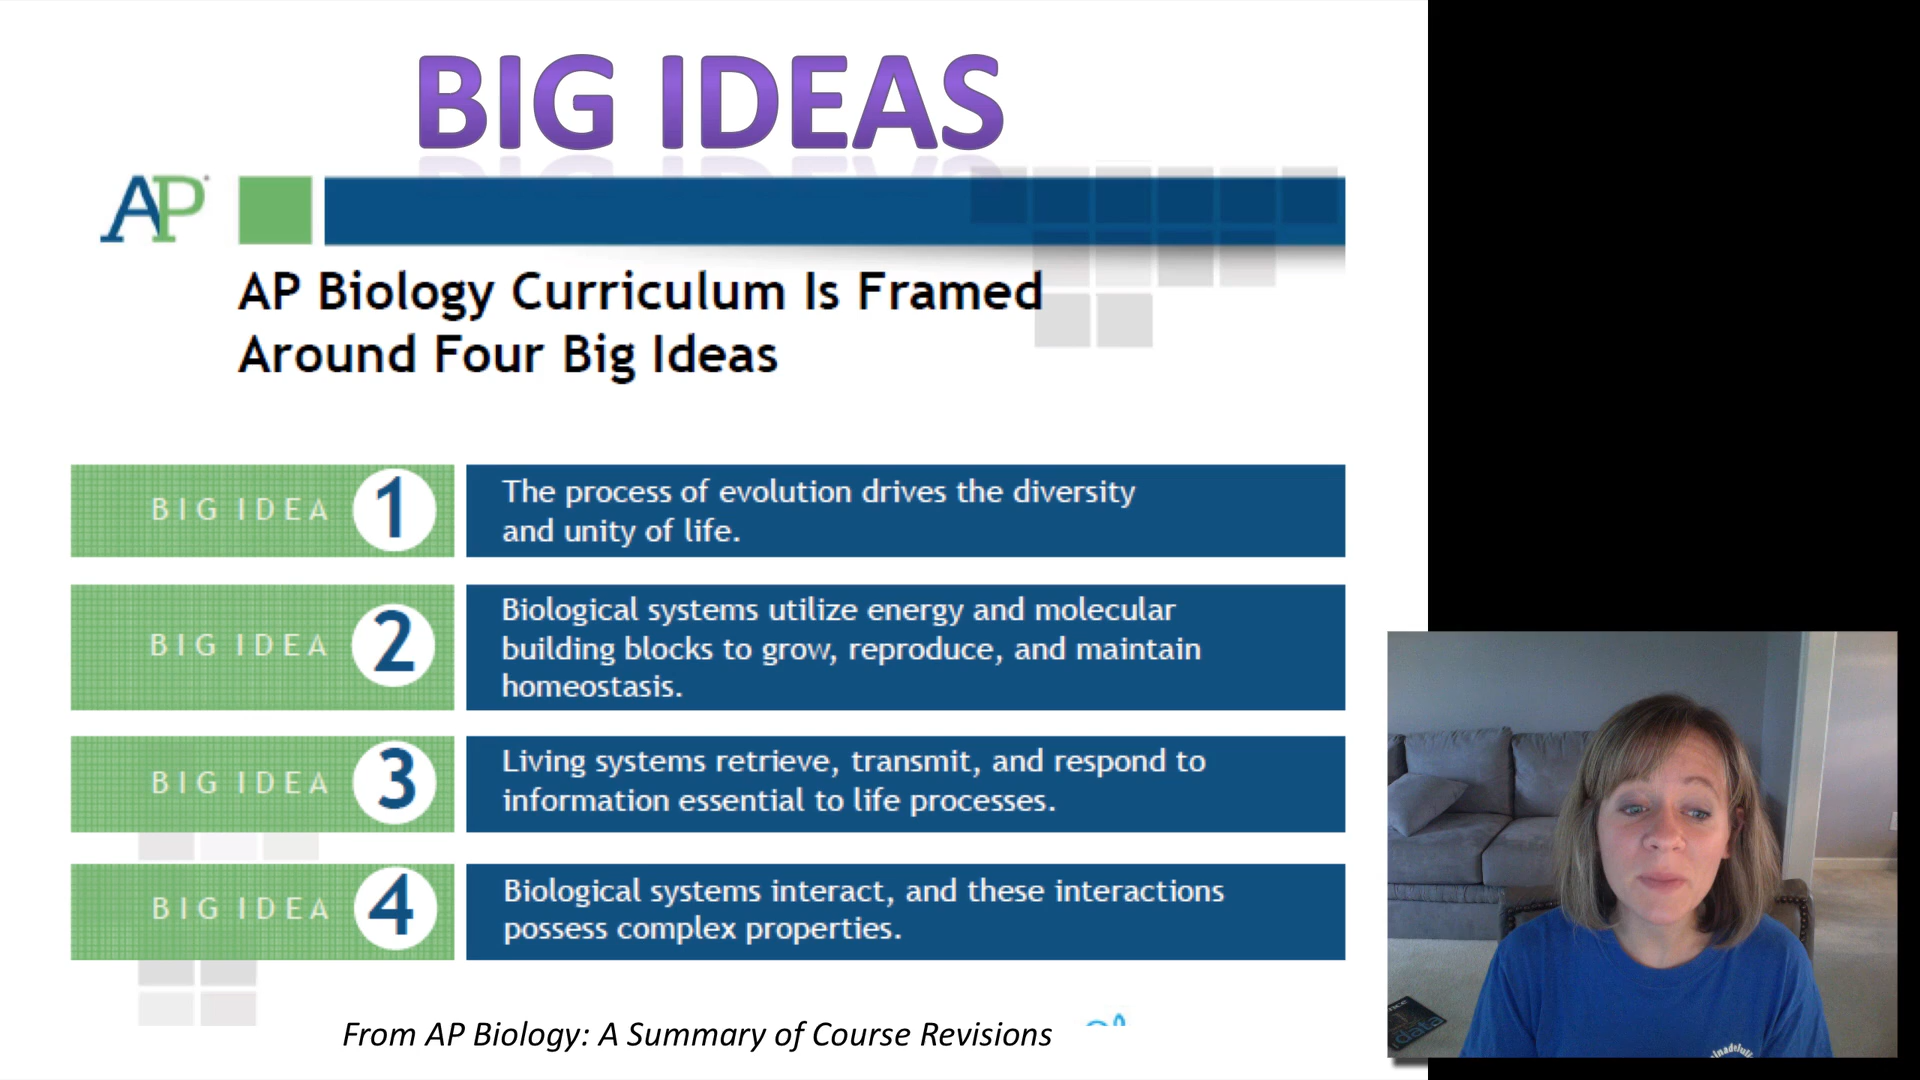 BIG IDEAS
AP
AP Biology Curriculum Is Framed
Around Four Big Ideas
BIG IDEA 1
The process of evolution drives the diversity
and unity of life.
BIG IDEA 2
Biological systems utilize energy and molecular
building blocks to grow, reproduce, and maintain
homeostasis.
BIG IDEA 3
Living systems retrieve, transmit, and respond to
information essential to life processes.
BIG IDEA 4
Biological systems interact, and these interactions
possess complex properties.
From AP Biology: A Summary of Course Revisions
data